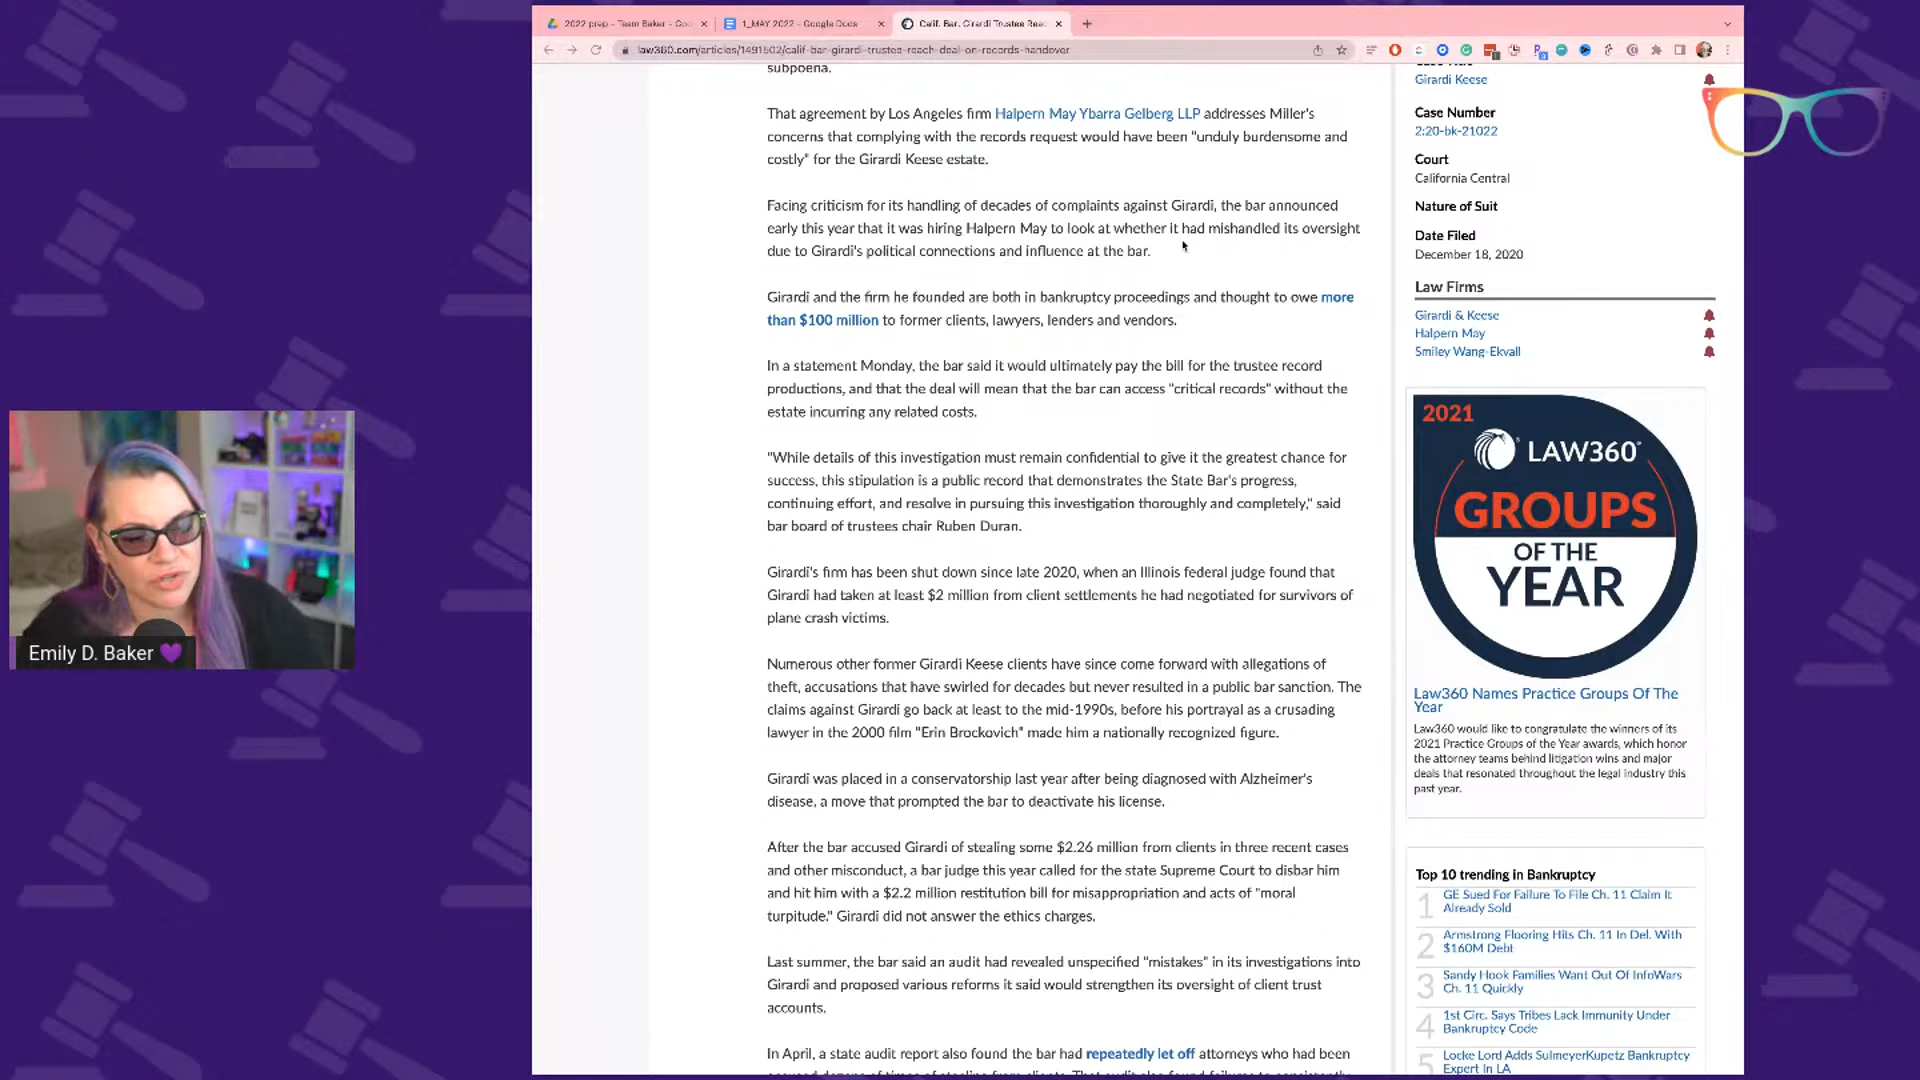 2022 prep - Team Baker - Goo
1_MAY 2022 - Google Docs
Calif. Bar, Girardi Trustee Reac
law360.com/articles/1491502/calif-bar-girardi-trustee-reach-deal-on-records-handover
subpoena.
That agreement by Los Angeles firm Halpern May Ybarra Gelberg LLP addresses Miller's
concerns that complying with the records request would have been "unduly burdensome and
costly" for the Girardi Keese estate.
Facing criticism for its handling of decades of complaints against Girardi, the bar announced
early this year that it was hiring Halpern May to look at whether it had mishandled its oversight
due to Girardi's political connections and influence at the bar.
Girardi and the firm he founded are both in bankruptcy proceedings and thought to owe more
than $100 million to former clients, lawyers, lenders and vendors.
In a statement Monday, the bar said it would ultimately pay the bill for the trustee record
productions, and that the deal will mean that the bar can access "critical records" without the
estate incurring any related costs.
"While details of this investigation must remain confidential to give it the greatest chance for
success, this stipulation is a public record that demonstrates the State Bar's progress,
continuing effort, and resolve in pursuing this investigation thoroughly and completely," said
bar board of trustees chair Ruben Duran.
Girardi's firm has been shut down since late 2020, when an Illinois federal judge found that
Girardi had taken at least $2 million from client settlements he had negotiated for survivors of
plane crash victims.
Numerous other former Girardi Keese clients have since come forward with allegations of
theft, accusations that have swirled for decades but never resulted in a public bar sanction. The
claims against Girardi go back at least to the mid-1990s, before his portrayal as a crusading
lawyer in the 2000 film "Erin Brockovich" made him a nationally recognized figure.
Girardi was placed in a conservatorship last year after being diagnosed with Alzheimer's
disease, a move that prompted the bar to deactivate his license.
After the bar accused Girardi of stealing some $2.26 million from clients in three recent cases
and other misconduct, a bar judge this year called for the state Supreme Court to disbar him
and hit him with a $2.2 million restitution bill for misappropriation and acts of "moral
turpitude." Girardi did not answer the ethics charges.
Last summer, the bar said an audit had revealed unspecified "mistakes" in its investigations into
Girardi and proposed various reforms it said would strengthen its oversight of client trust
accounts.
In April, a state audit report also found the bar had repeatedly let off attorneys who had been
Girardi Keese
Case Number
2:20-bk-21022
Court
California Central
Nature of Suit
Date Filed
December 18, 2020
Law Firms
Girardi & Keese
Halpern May
Smiley Wang-Ekvall
2021
LAW360
GROUPS
OF THE
YEAR
Law360 Names Practice Groups Of The
Year
Law360 would like to congratulate the winners of its
2021 Practice Groups of the Year awards, which honor
the attorney teams behind litigation wins and major
deals that resonated throughout the legal industry this
past year.
Top 10 trending in Bankruptcy
1 GE Sued For Failure To File Ch. 11 Claim It
Already Sold
2 Armstrong Flooring Hits Ch. 11 In Del. With
$160M Debt
3 Sandy Hook Families Want Out Of InfoWars
Ch. 11 Quickly
4 1st Circ. Says Tribes Lack Immunity Under
Bankruptcy Code
5 Locke Lord Adds SulmeyerKupetz Bankruptcy
Expert In LA
Emily D. Baker